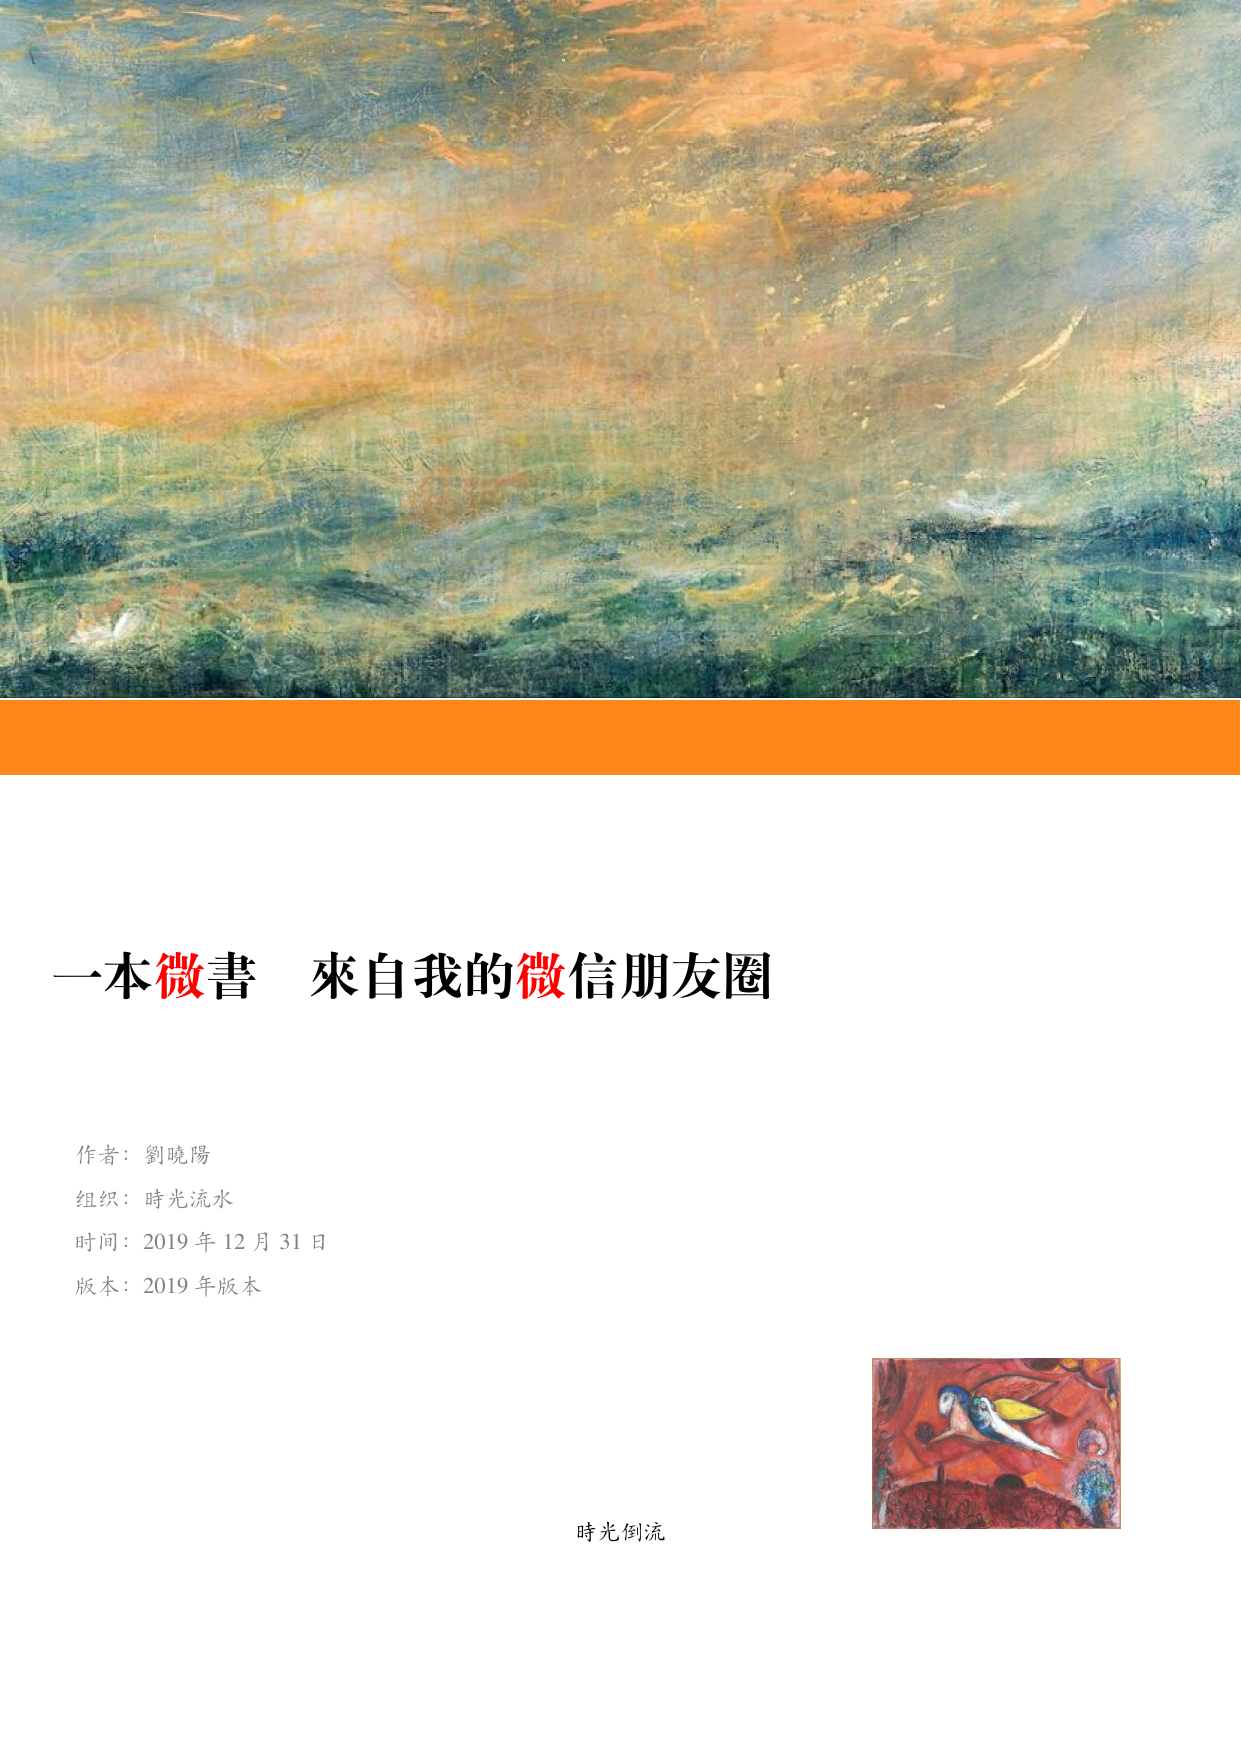 一本微書　來自我的微信朋友圈
作者：劉曉陽
组织：時光流水
时间：2019 年 12 月 31 日
版本：2019 年版本
時光倒流